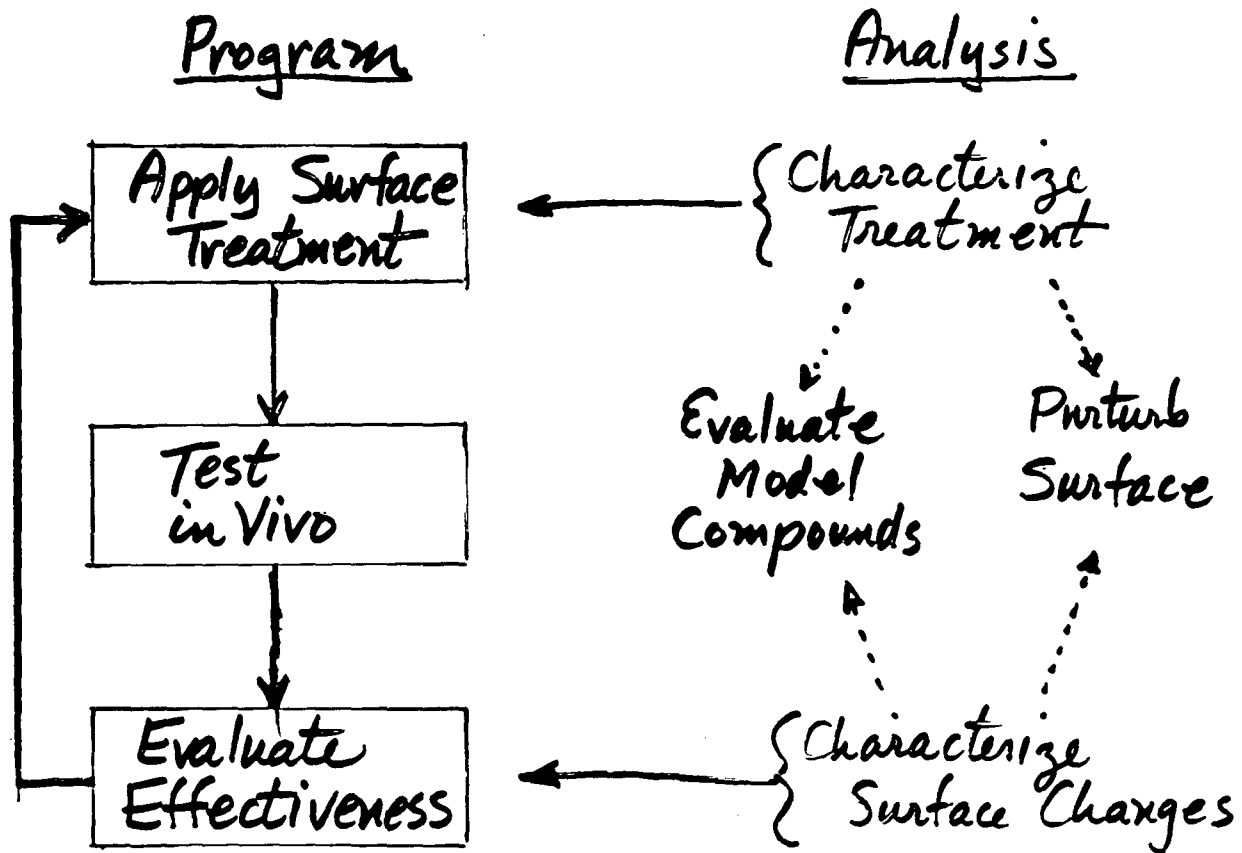 Program
Apply Surface
Treatment
Test
in Vivo
Evaluate
Effectiveness
Analysis
Characterize
Treatment
Evaluate
Model
Compounds
Purturb
Surface
Characterize
Surface Changes